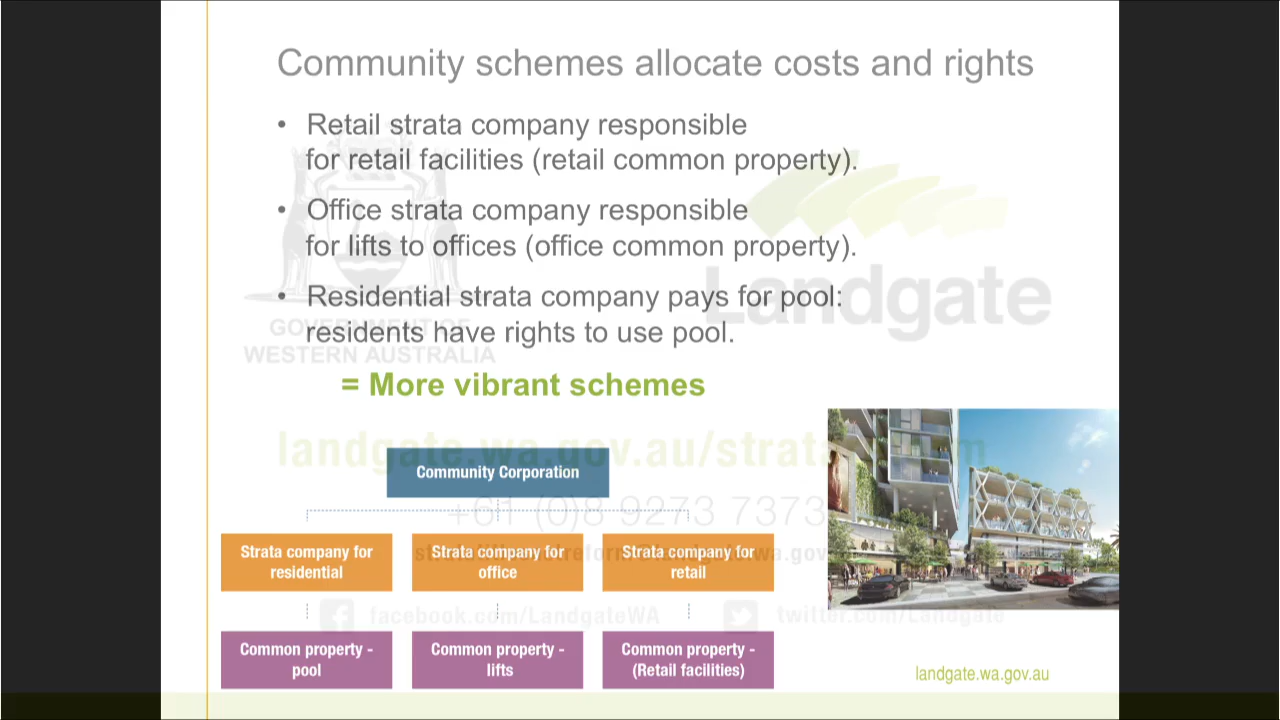 Community schemes allocate costs and rights
• Retail strata company responsible
for retail facilities (retail common property).
• Office strata company responsible
for lifts to offices (office common property).
• Residential strata company pays for pool:
residents have rights to use pool.
= More vibrant schemes
Landgate
GOVERNMENT OF
WESTERN AUSTRALIA
landgate.wa.gov.au/strata
+61 (0)8 9273 7373
Community Corporation
Strata company for
residential
Strata company for
office
Strata company for
retail
facebook.com/LandgateWA
twitter.com/Landgate
Common property -
pool
Common property -
lifts
Common property -
(Retail facilities)
landgate.wa.gov.au